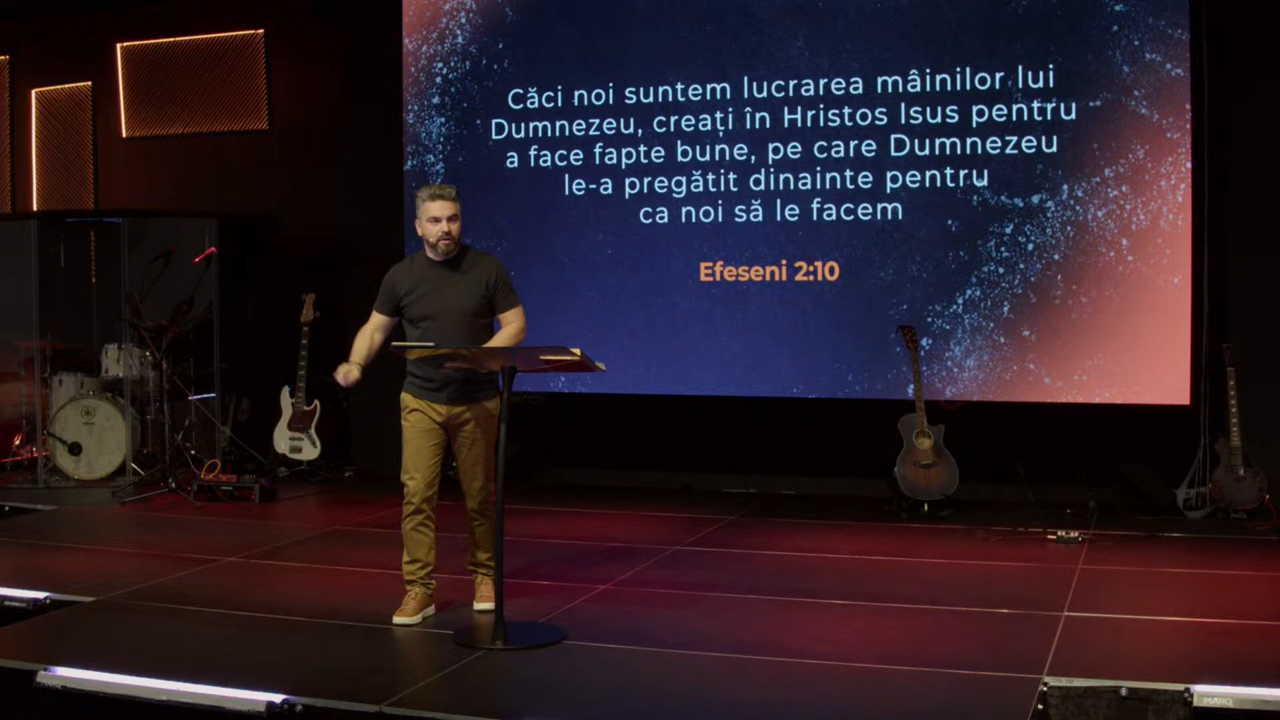 Căci noi suntem lucrarea mâinilor lui
Dumnezeu, creați în Hristos Isus pentru
a face fapte bune, pe care Dumnezeu
le-a pregătit dinainte pentru
ca noi să le facem
Efeseni 2:10
MARQ